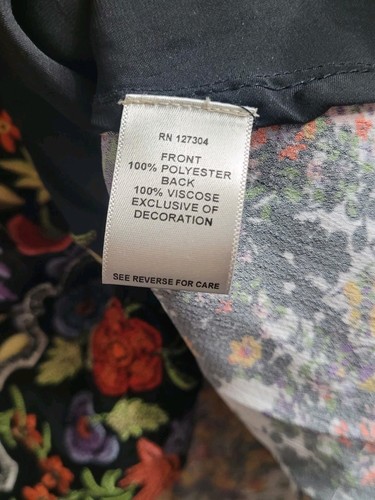 RN 127304
FRONT
100% POLYESTER
BACK
100% VISCOSE
EXCLUSIVE OF
DECORATION
SEE REVERSE FOR CARE